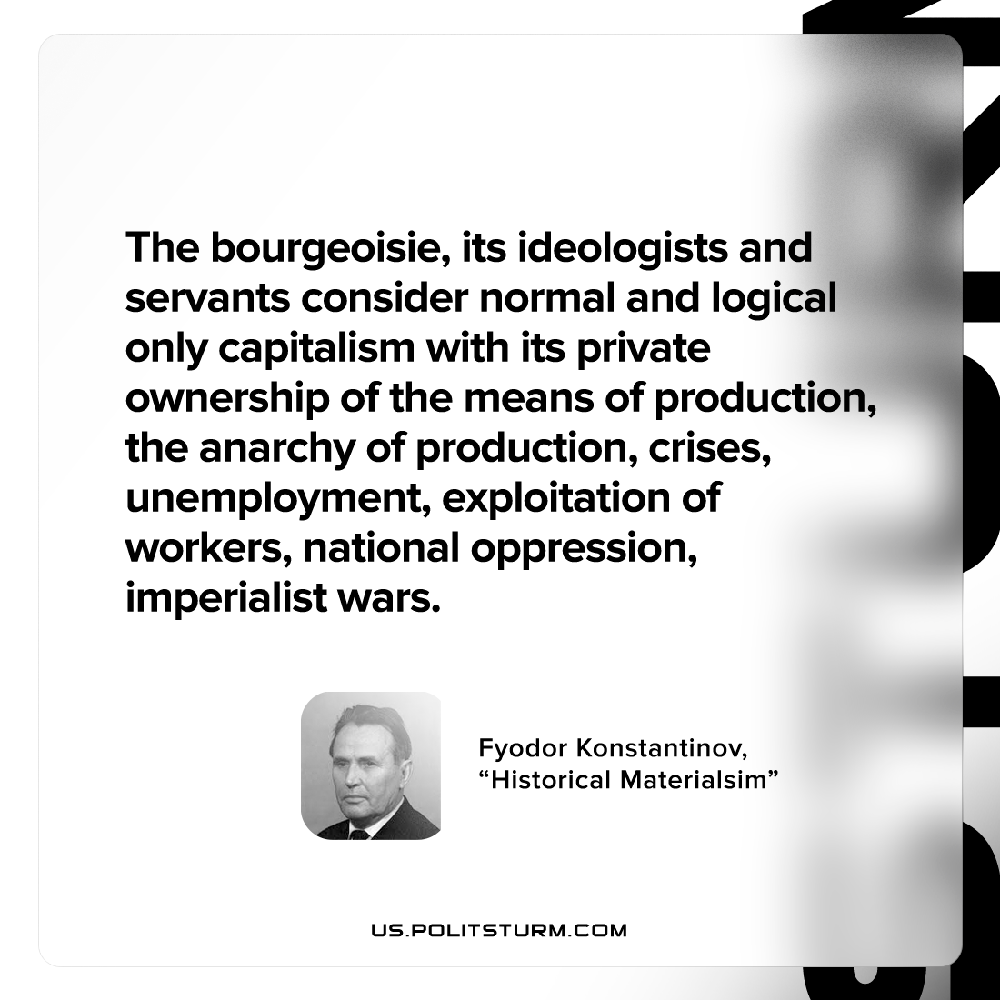 The bourgeoisie, its ideologists and
servants consider normal and logical
only capitalism with its private
ownership of the means of production,
the anarchy of production, crises,
unemployment, exploitation of
workers, national oppression,
imperialist wars.
Fyodor Konstantinov,
“Historical Materialsim”
US.POLITSTURM.COM